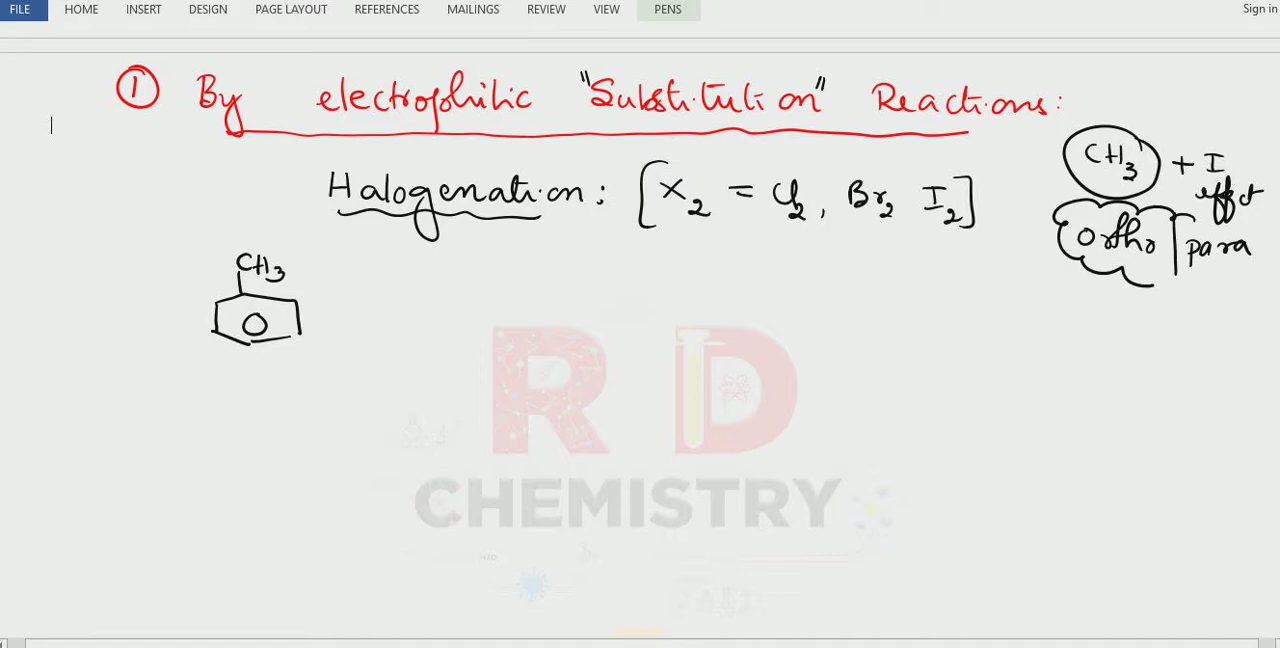 FILE HOME INSERT DESIGN PAGE LAYOUT REFERENCES MAILINGS REVIEW VIEW PENS Sign in
① By electrophilic "Substitution" Reactions:
Halogenation: [X₂ = Cl₂, Br₂ I₂]
CH₃ + I
effect
Ortho | para
CH₃
R D
CHEMISTRY